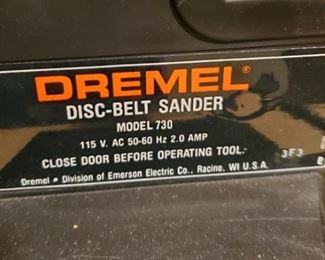 DREMEL®
DISC-BELT SANDER
MODEL 730
115 V. AC 50-60 Hz 2.0 AMP
CLOSE DOOR BEFORE OPERATING TOOL. 3F3
Dremel • Division of Emerson Electric Co., Racine, WI U.S.A.